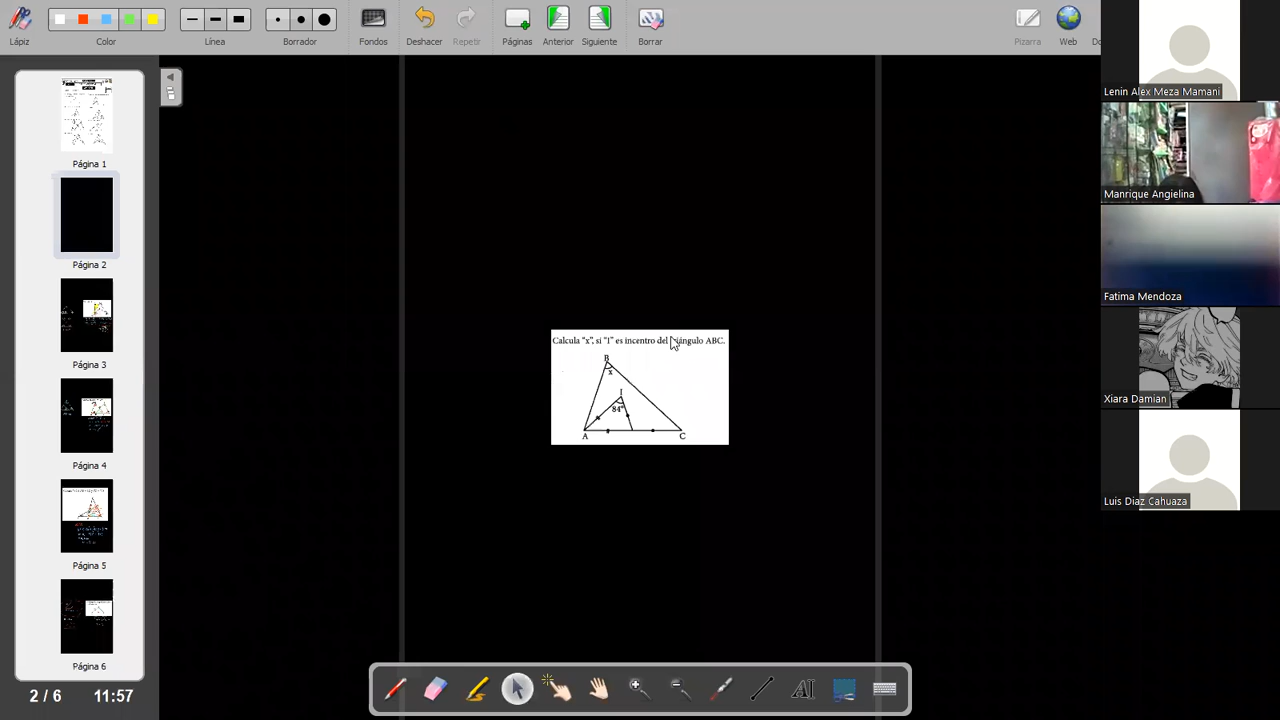 Lápiz
Color
Línea
Borrador
Fondos
Deshacer
Repetir
Páginas
Anterior
Siguiente
Borrar
Pizarra
Web
Página 1
Página 2
Página 3
Página 4
Página 5
Página 6
2 / 6
11:57
Calcula “x”, si “I” es incentro del triángulo ABC.
B
x
I
84°
A
C
Lenin Alex Meza Mamani
Manrique Angielina
Fatima Mendoza
Xiara Damian
Luis Diaz Cahuaza